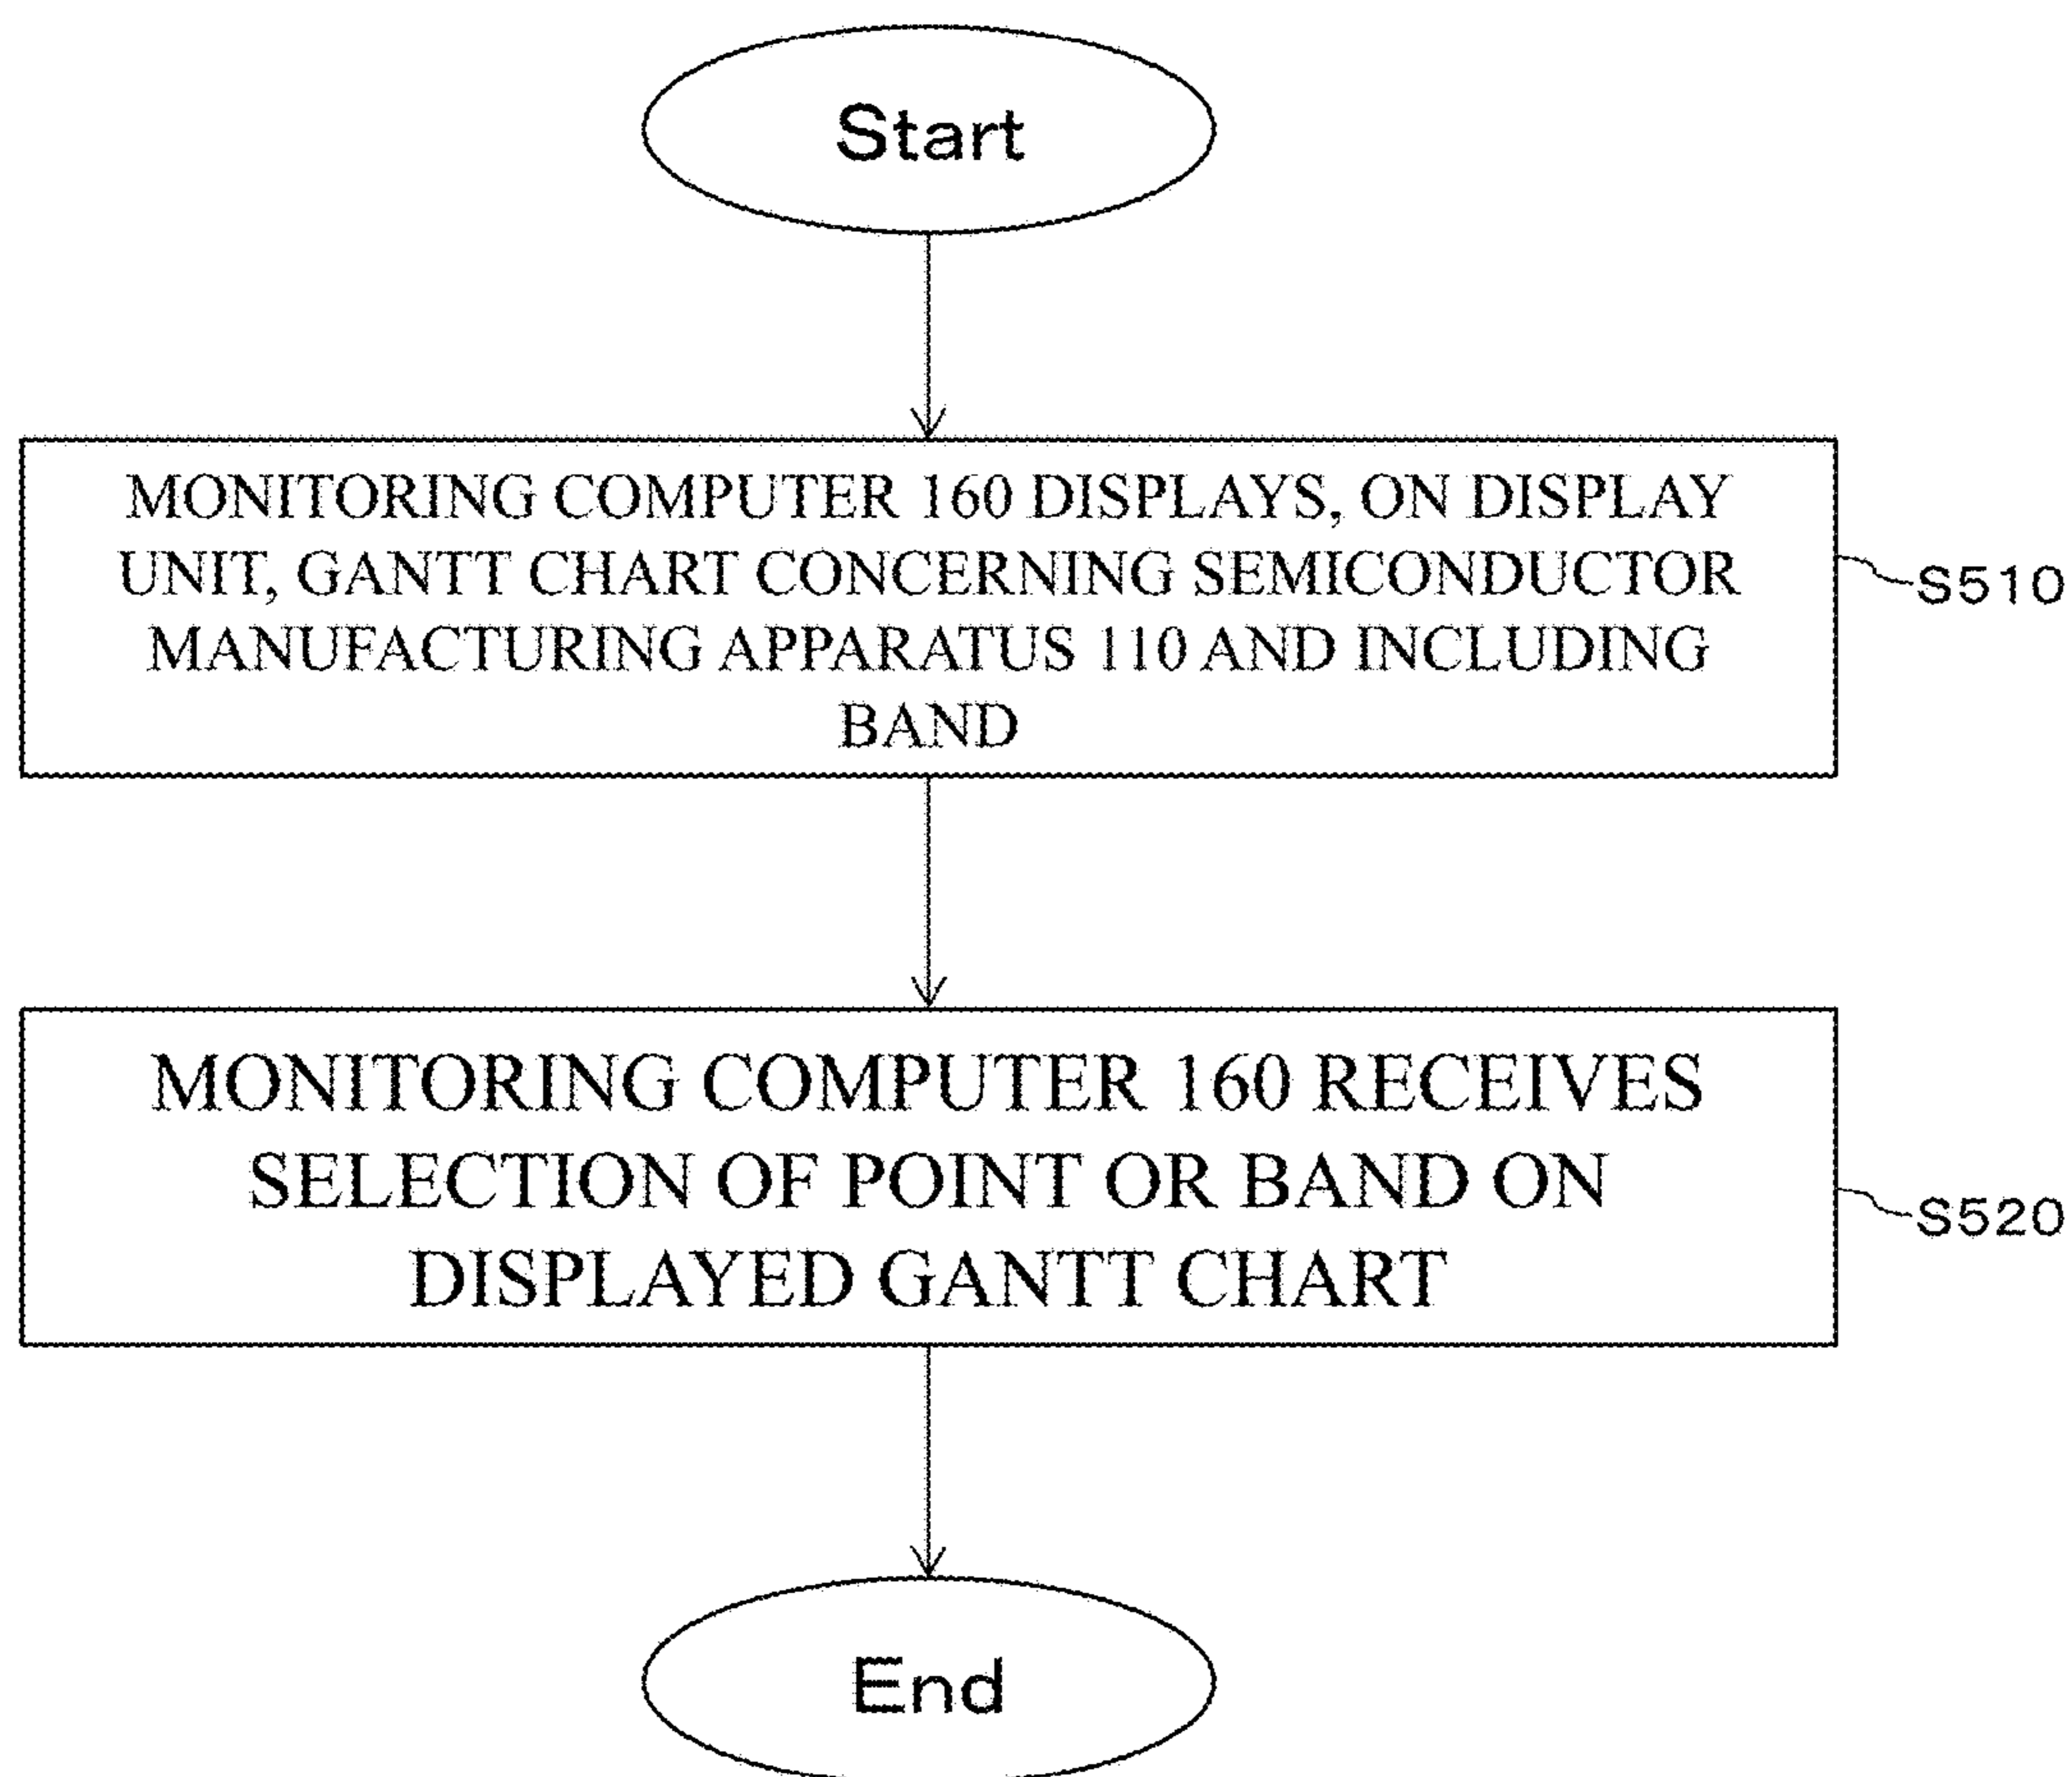 Start
MONITORING COMPUTER 160 DISPLAYS, ON DISPLAY
UNIT, GANTT CHART CONCERNING SEMICONDUCTOR
MANUFACTURING APPARATUS 110 AND INCLUDING
BAND
S510
MONITORING COMPUTER 160 RECEIVES
SELECTION OF POINT OR BAND ON
DISPLAYED GANTT CHART
S520
End